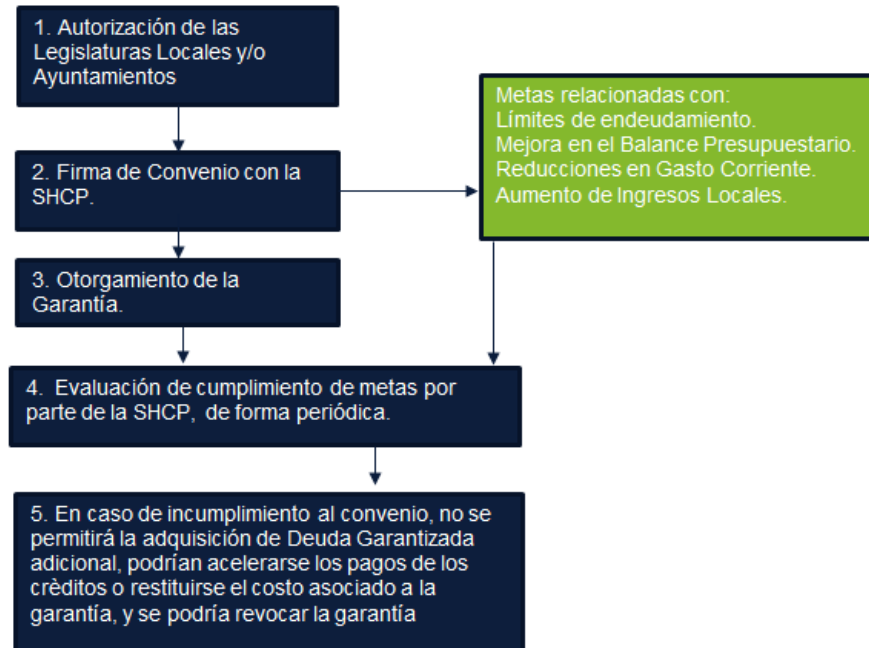 1. Autorización de las
Legislaturas Locales y/o
Ayuntamientos
Metas relacionadas con:
Límites de endeudamiento.
Mejora en el Balance Presupuestario.
Reducciones en Gasto Corriente.
Aumento de Ingresos Locales.
2. Firma de Convenio con la
SHCP.
3. Otorgamiento de la
Garantía.
4. Evaluación de cumplimiento de metas por
parte de la SHCP, de forma periódica.
5. En caso de incumplimiento al convenio, no se
permitirá la adquisición de Deuda Garantizada
adicional, podrían acelerarse los pagos de los
crèditos o restituirse el costo asociado a la
garantía, y se podría revocar la garantía